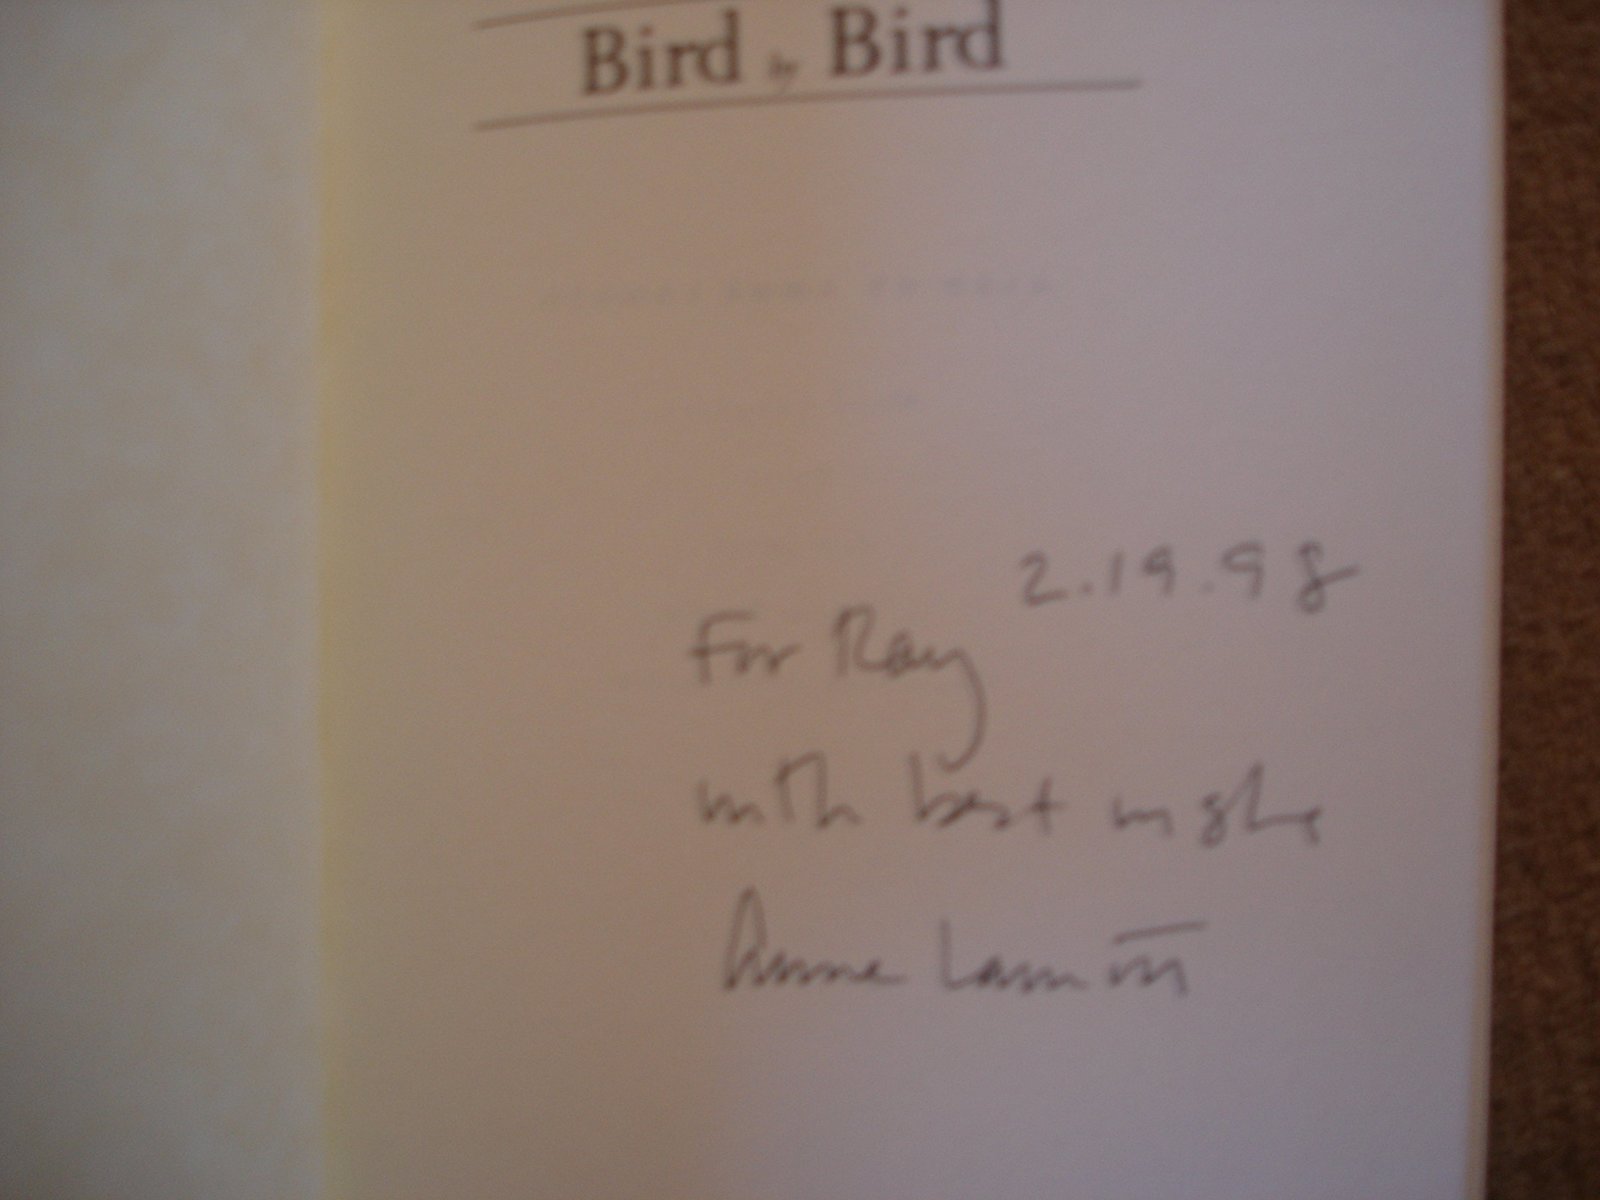 Bird by Bird
2.19.98
For Ray
with best wishes
Anne Lamott